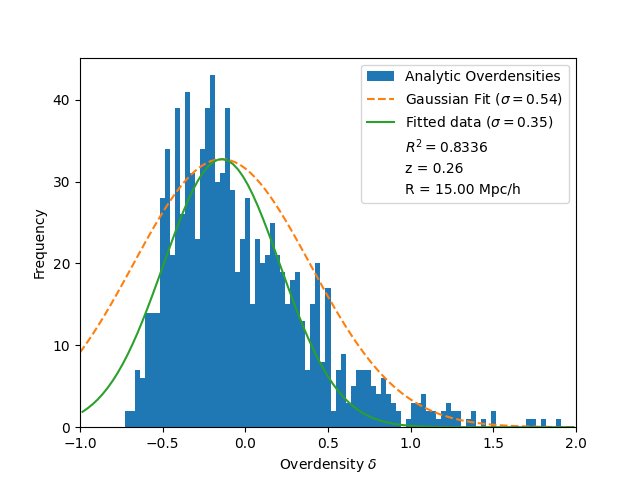 Analytic Overdensities
Gaussian Fit (σ = 0.54)
Fitted data (σ = 0.35)
R² = 0.8336
z = 0.26
R = 15.00 Mpc/h
Frequency
40
30
20
10
0
−1.0 −0.5 0.0 0.5 1.0 1.5 2.0
Overdensity δ